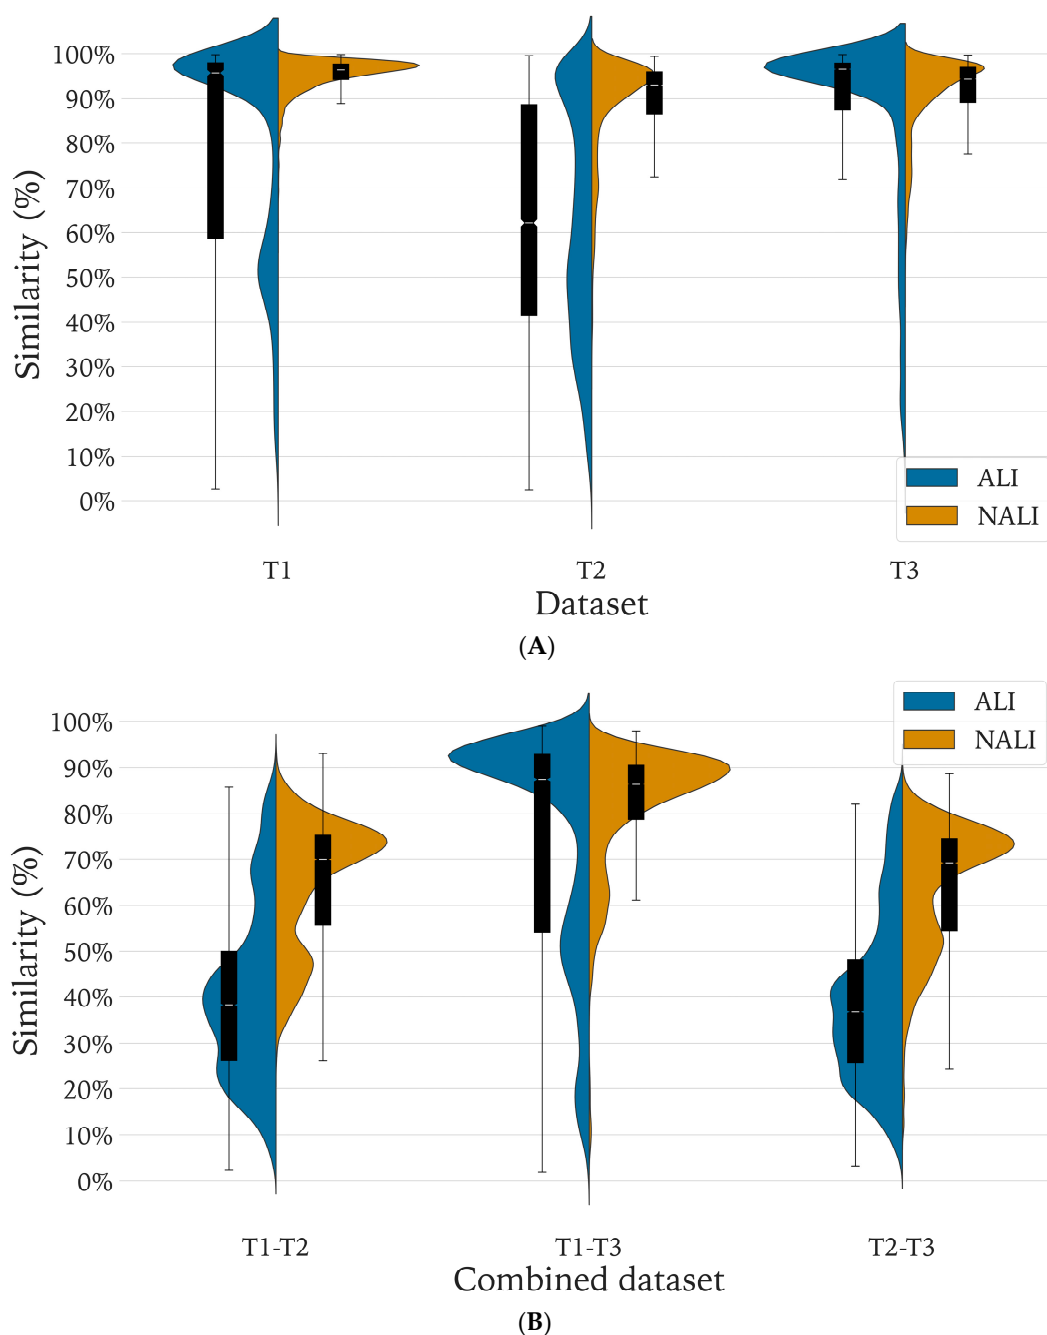 100%
90%
80%
70%
60%
50%
40%
30%
20%
10%
0%
Similarity (%)
ALI
NALI
T1 T2 T3
Dataset
(A)
ALI
NALI
100%
90%
80%
70%
60%
50%
40%
30%
20%
10%
0%
Similarity (%)
T1-T2 T1-T3 T2-T3
Combined dataset
(B)